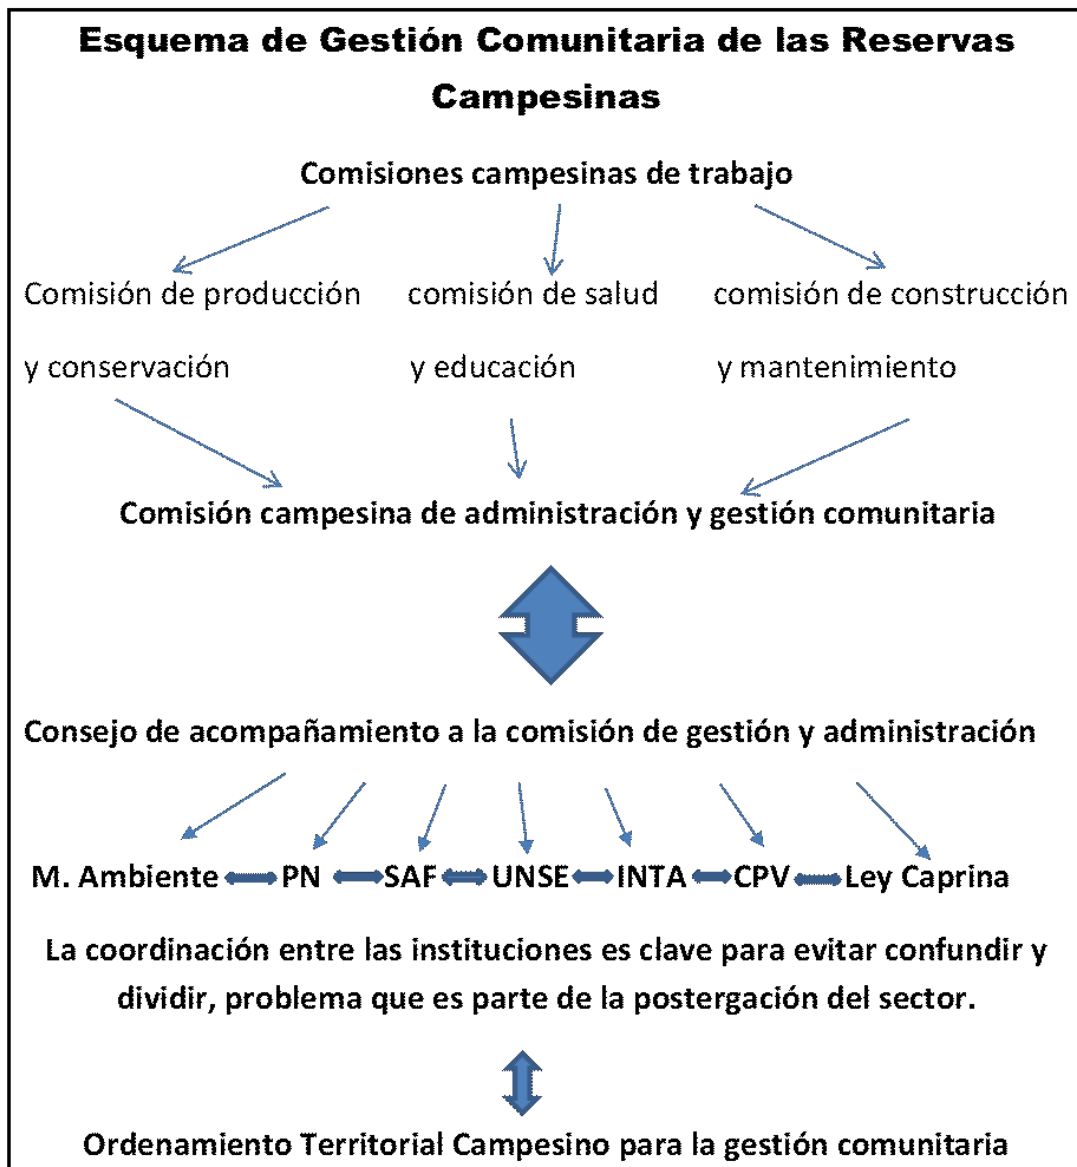 Esquema de Gestión Comunitaria de las Reservas
Campesinas
Comisiones campesinas de trabajo
Comisión de producción comisión de salud comisión de construcción
y conservación y educación y mantenimiento
Comisión campesina de administración y gestión comunitaria
Consejo de acompañamiento a la comisión de gestión y administración
M. Ambiente PN SAF UNSE INTA CPV Ley Caprina
La coordinación entre las instituciones es clave para evitar confundir y
dividir, problema que es parte de la postergación del sector.
Ordenamiento Territorial Campesino para la gestión comunitaria